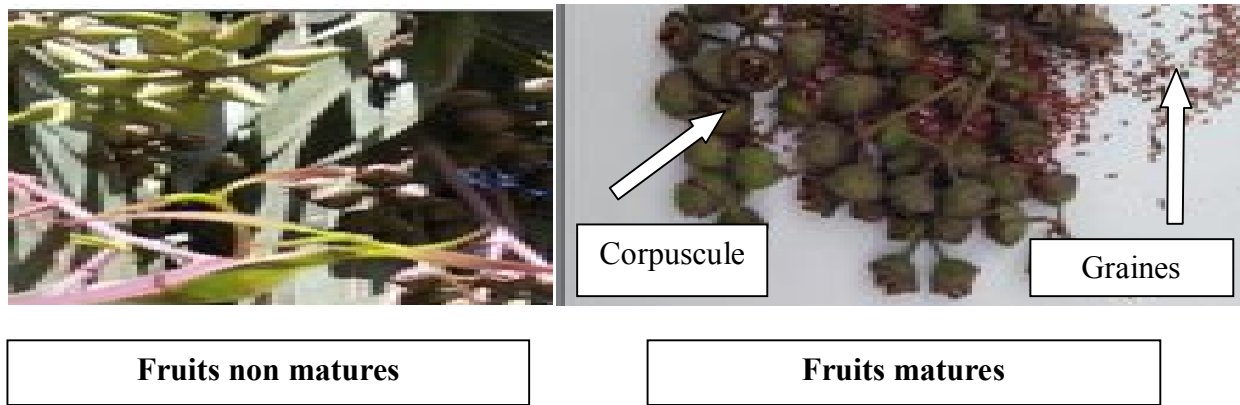 Corpuscule
Graines
Fruits non matures
Fruits matures